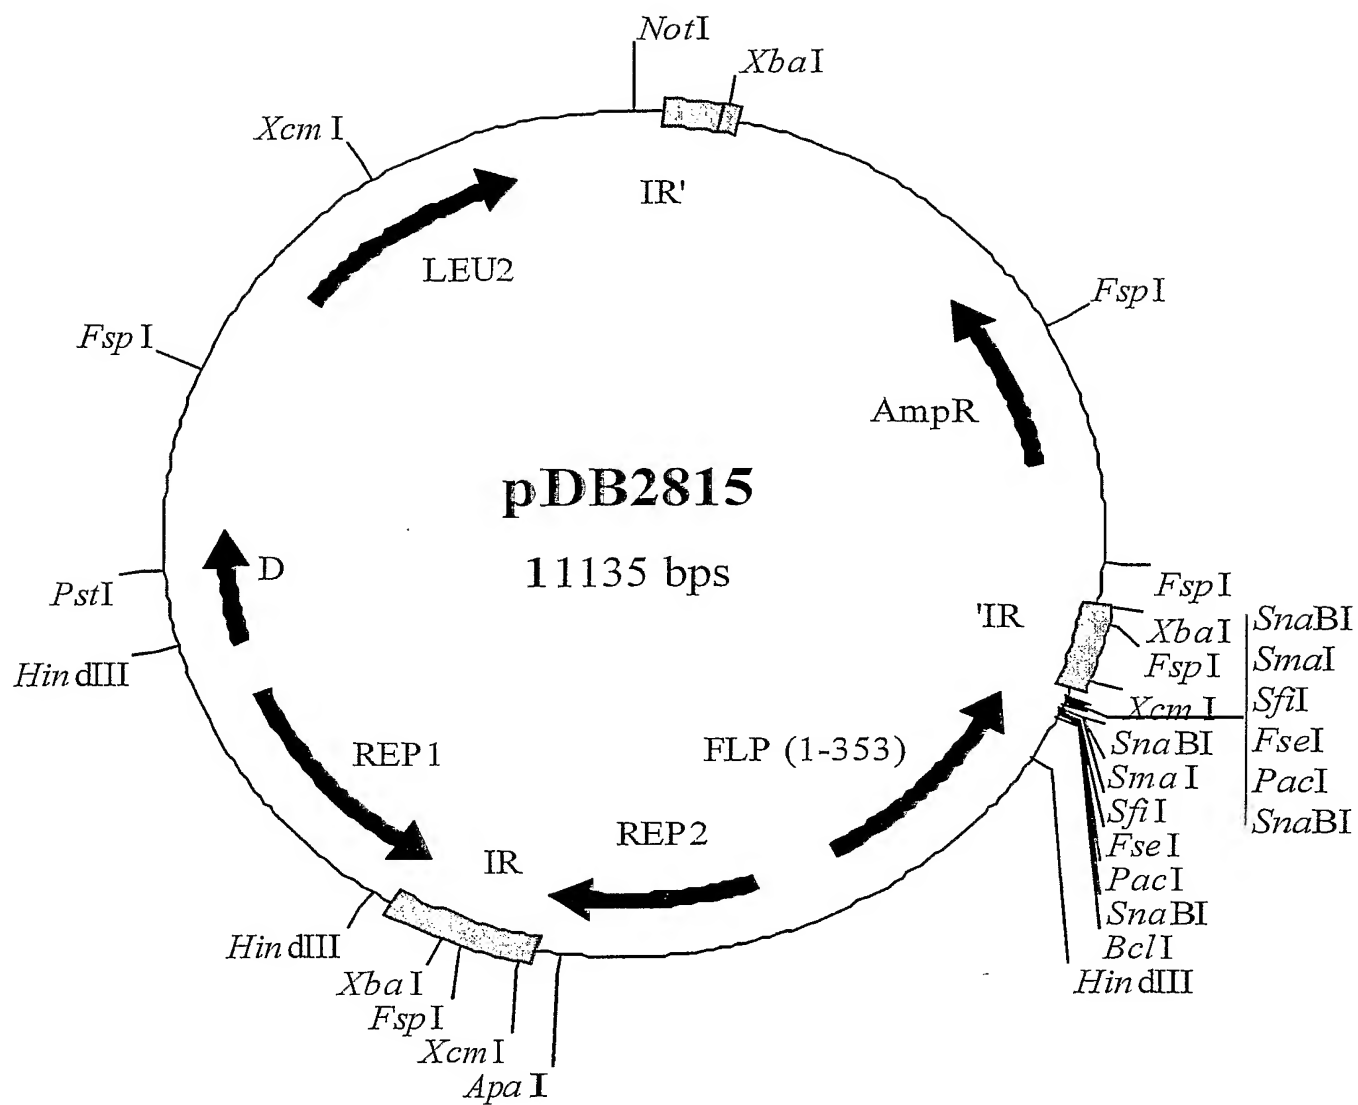 NotI
XbaI
XcmI
IR'
LEU2
FspI
FspI
AmpR
pDB2815
11135 bps
D
PstI
HindIII
FspI
'IR
XbaI
FspI
XcmI
SnaBI
SmaI
SfiI
FseI
PacI
SnaBI
BclI
HindIII
SnaBI
SmaI
SfiI
FseI
PacI
SnaBI
FLP (1-353)
REP1
REP2
IR
HindIII
XbaI
FspI
XcmI
ApaI